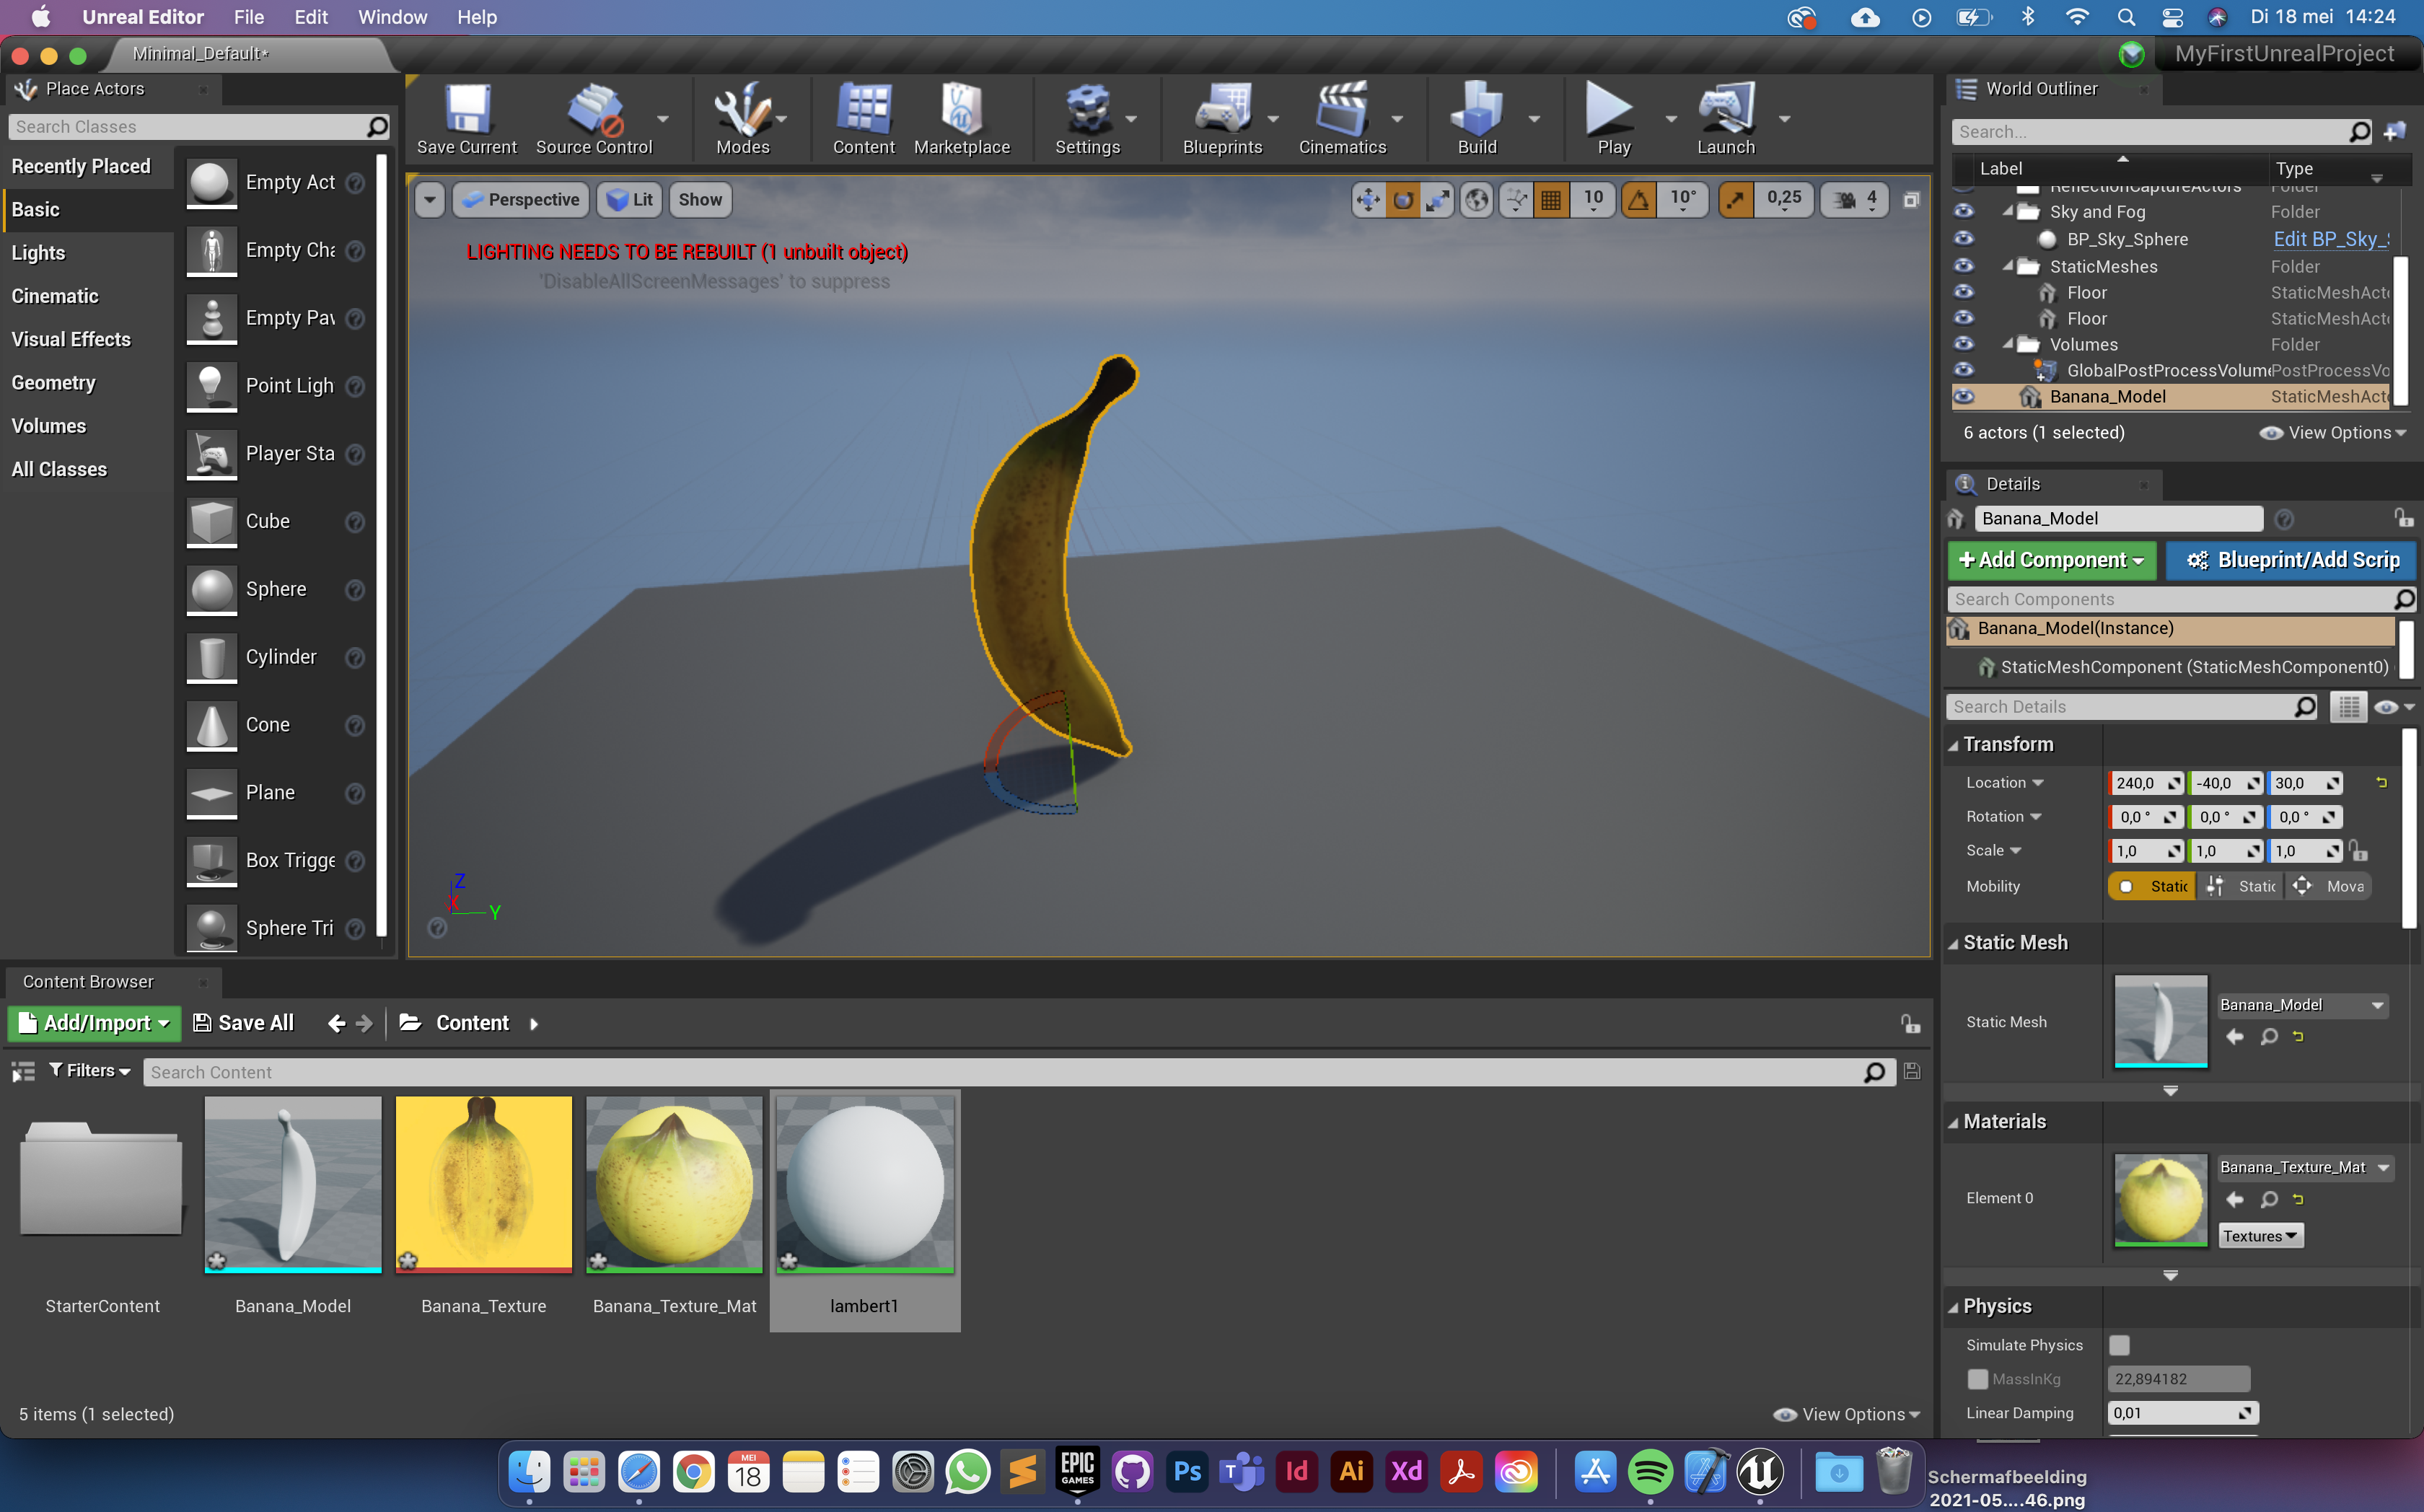 Unreal Editor File Edit Window Help Di 18 mei 14:24
Minimal_Default* MyFirstUnrealProject
Place Actors
Search Classes
Recently Placed
Basic
Lights
Cinematic
Visual Effects
Geometry
Volumes
All Classes
Empty Act
Empty Cha
Empty Pav
Point Ligh
Player Sta
Cube
Sphere
Cylinder
Cone
Plane
Box Trigge
Sphere Tri
Save Current Source Control Modes Content Marketplace Settings Blueprints Cinematics Build Play Launch
Perspective Lit Show 10 10° 0,25 4
LIGHTING NEEDS TO BE REBUILT (1 unbuilt object)
'DisableAllScreenMessages' to suppress
Z
X Y
World Outliner
Search...
Label Type
ReflectionCaptureActors Folder
Sky and Fog Folder
BP_Sky_Sphere Edit BP_Sky_S
StaticMeshes Folder
Floor StaticMeshActo
Floor StaticMeshActo
Volumes Folder
GlobalPostProcessVolume PostProcessVo
Banana_Model StaticMeshActo
6 actors (1 selected) View Options
Details
Banana_Model
+Add Component Blueprint/Add Scrip
Search Components
Banana_Model(Instance)
StaticMeshComponent (StaticMeshComponent0)
Search Details
Transform
Location 240,0 -40,0 30,0
Rotation 0,0 ° 0,0 ° 0,0 °
Scale 1,0 1,0 1,0
Mobility Static Static Mova
Static Mesh
Static Mesh Banana_Model
Materials
Element 0 Banana_Texture_Mat
Textures
Physics
Simulate Physics
MassInKg 22,894182
Linear Damping 0,01
Content Browser
Add/Import Save All Content
Filters Search Content
StarterContent Banana_Model Banana_Texture Banana_Texture_Mat lambert1
5 items (1 selected) View Options
MEI
18
EPIC
GAMES
Ps
T
Id
Ai
Xd
Schermafbeelding
2021-05....46.png